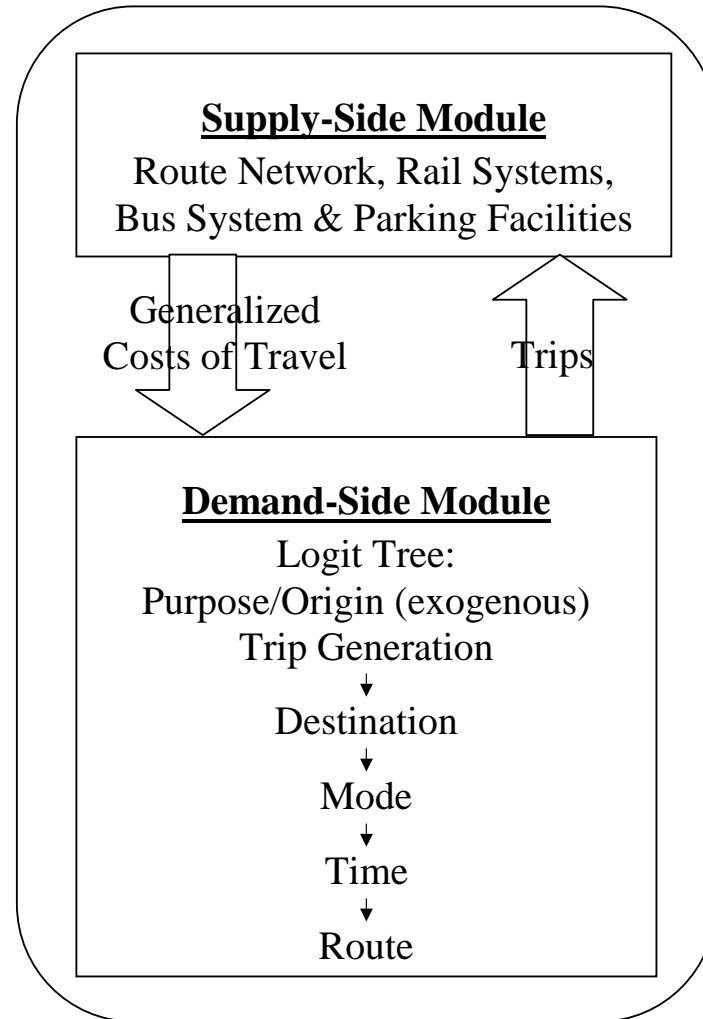 Supply-Side Module
Route Network, Rail Systems,
Bus System & Parking Facilities
Generalized
Costs of Travel
Trips
Demand-Side Module
Logit Tree:
Purpose/Origin (exogenous)
Trip Generation
Destination
Mode
Time
Route